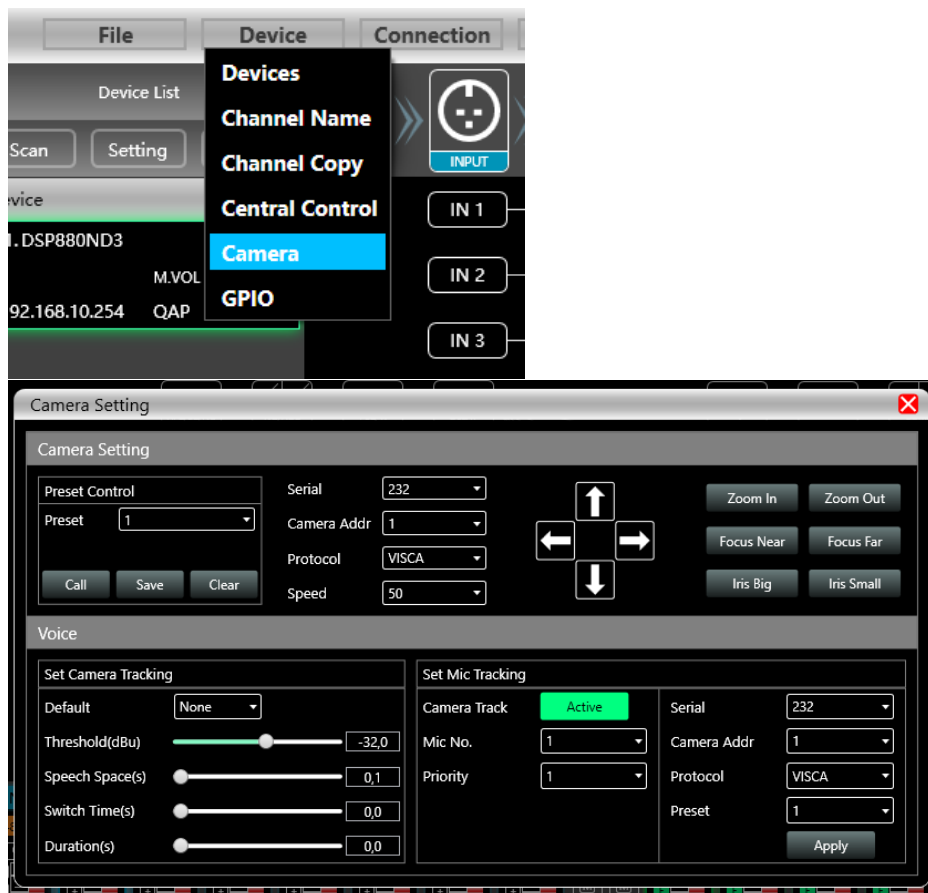 File Device Connection
Device List
Devices
Channel Name
Channel Copy
Central Control
Camera
GPIO
Scan Setting
INPUT
evice
1. DSP880ND3
M.VOL
92.168.10.254 QAP
IN 1
IN 2
IN 3
Camera Setting
Camera Setting
Preset Control
Preset 1
Call Save Clear
Serial 232
Camera Addr 1
Protocol VISCA
Speed 50
Zoom In Zoom Out
Focus Near Focus Far
Iris Big Iris Small
Voice
Set Camera Tracking
Default None
Threshold(dBu) -32,0
Speech Space(s) 0,1
Switch Time(s) 0,0
Duration(s) 0,0
Set Mic Tracking
Camera Track Active
Mic No. 1
Priority 1
Serial 232
Camera Addr 1
Protocol VISCA
Preset 1
Apply